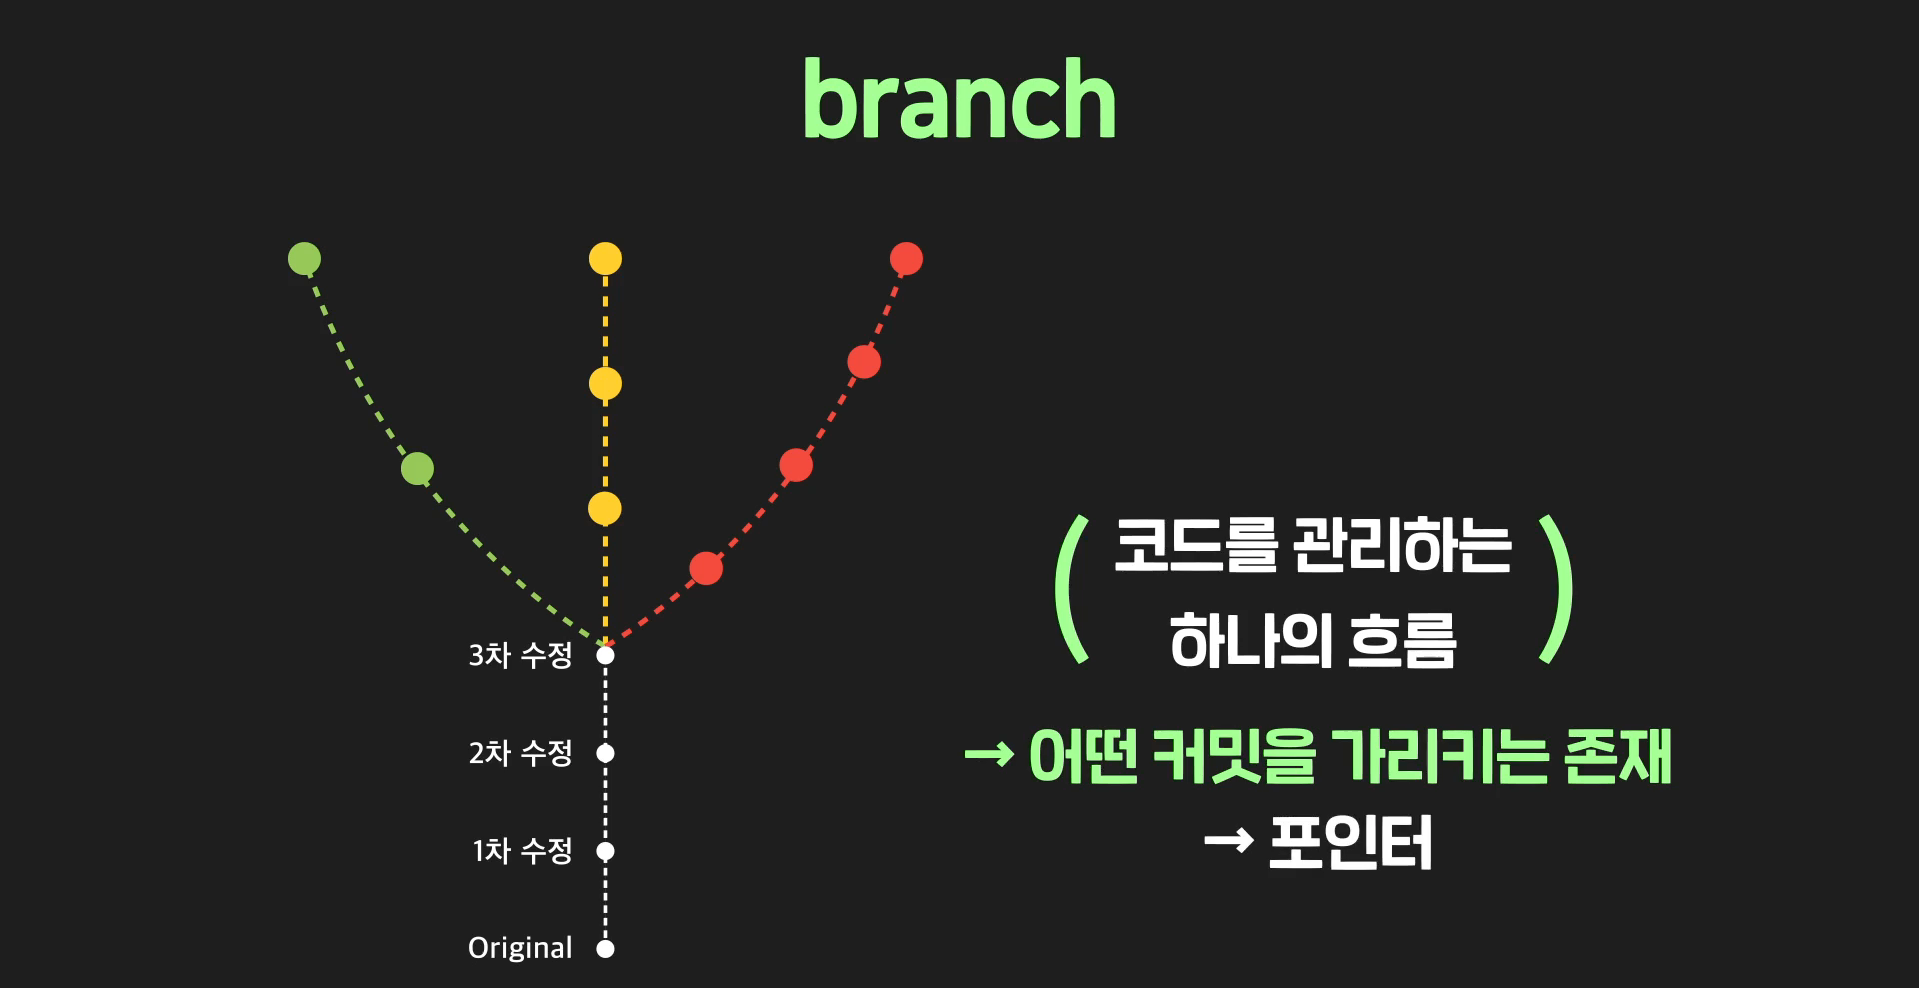 branch
3차 수정
2차 수정
1차 수정
Original
( 코드를 관리하는
하나의 흐름 )
→ 어떤 커밋을 가리키는 존재
→ 포인터